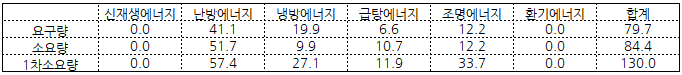 신재생에너지 난방에너지 냉방에너지 급탕에너지 조명에너지 환기에너지 합계
요구량 0.0 41.1 19.9 6.6 12.2 0.0 79.7
소요량 0.0 51.7 9.9 10.7 12.2 0.0 84.4
1차소요량 0.0 57.4 27.1 11.9 33.7 0.0 130.0